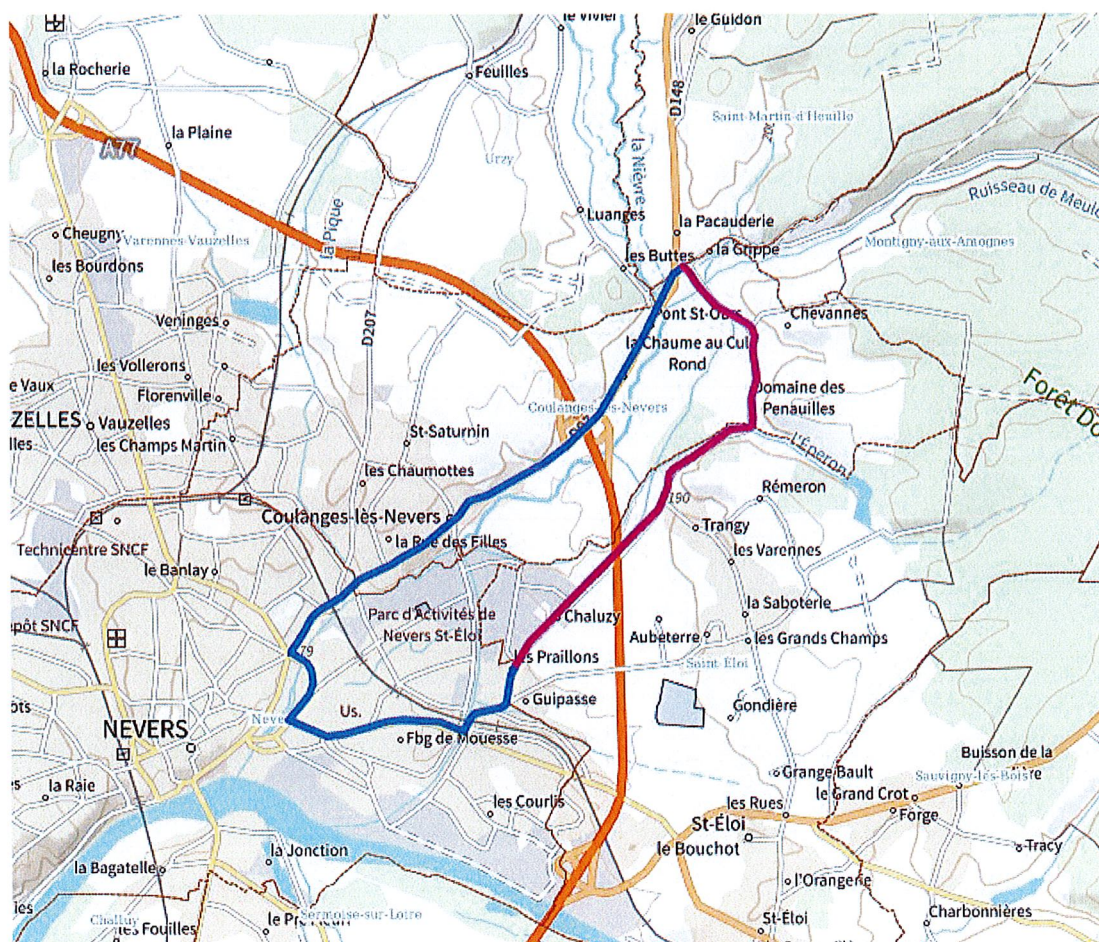 le Vivier
le Guidon
la Rocherie
Feuilles
D148
Saint-Martin-d'Heuille
la Plaine
A77
Urzy
la Nièvre
Ruisseau de Meulo
Luanges
la Pacauderie
Cheugny
Varennes-Vauzelles
la Pique
Montigny-aux-Amognes
les Bourdons
les Buttes
la Grippe
Veninges
D207
Pont St-Ours
Chevannes
les Vollerons
la Chaume au Cul
Rond
e Vaux
Florenville
Domaine des
Penauilles
Forêt Do
ZELLES
Vauzelles
Coulanges-lès-Nevers
lles
les Champs Martin
St-Saturnin
l'Éperon
les Chaumottes
Rémeron
190
Coulanges-lès-Nevers
Trangy
la Rue des Filles
Technicentre SNCF
les Varennes
le Banlay
Parc d'Activités de
Nevers St-Éloi
la Saboterie
épôt SNCF
Chaluzy
Aubeterre
les Grands Champs
79
les Praillons
Saint-Éloi
Us.
Guipasse
ots
Neve
Gondière
NEVERS
Fbg de Mouesse
Buisson de la
Grange Bault
Sauvigny-les-Bois
la Raie
le Grand Crot
les Courlis
les Rues
Forge
St-Éloi
le Bouchot
Tracy
la Jonction
la Bagatelle
l'Orangerie
ies
Challuy
Sermoise-sur-Loire
les Fouilles
St-Éloi
Charbonnières